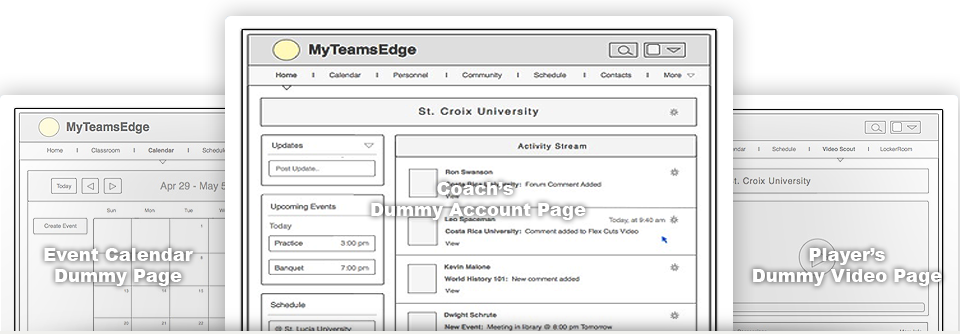 MyTeamsEdge
Home Classroom Calendar
Today
Apr 29 - May 5
Create Event
Sun Mon Tue
Event Calendar
Dummy Page
MyTeamsEdge
Home Calendar Personnel Community Schedule Contacts More
St. Croix University
Updates
Post Update...
Upcoming Events
Today
Practice 3:00 pm
Banquet 7:00 pm
Schedule
@ St. Lucia University
Activity Stream
Ron Swanson
Costa Rica University: Forum Comment Added
View
Leo Spaceman
Today, at 9:40 am
Costa Rica University: Comment added to Flex Cuts Video
View
Kevin Malone
World History 101: New comment added
View
Dwight Schrute
New Event: Meeting in library @ 8:00 pm Tomorrow
Coach's
Dummy Account Page
Schedule Video Scout LockerRoom
St. Croix University
Player's
Dummy Video Page